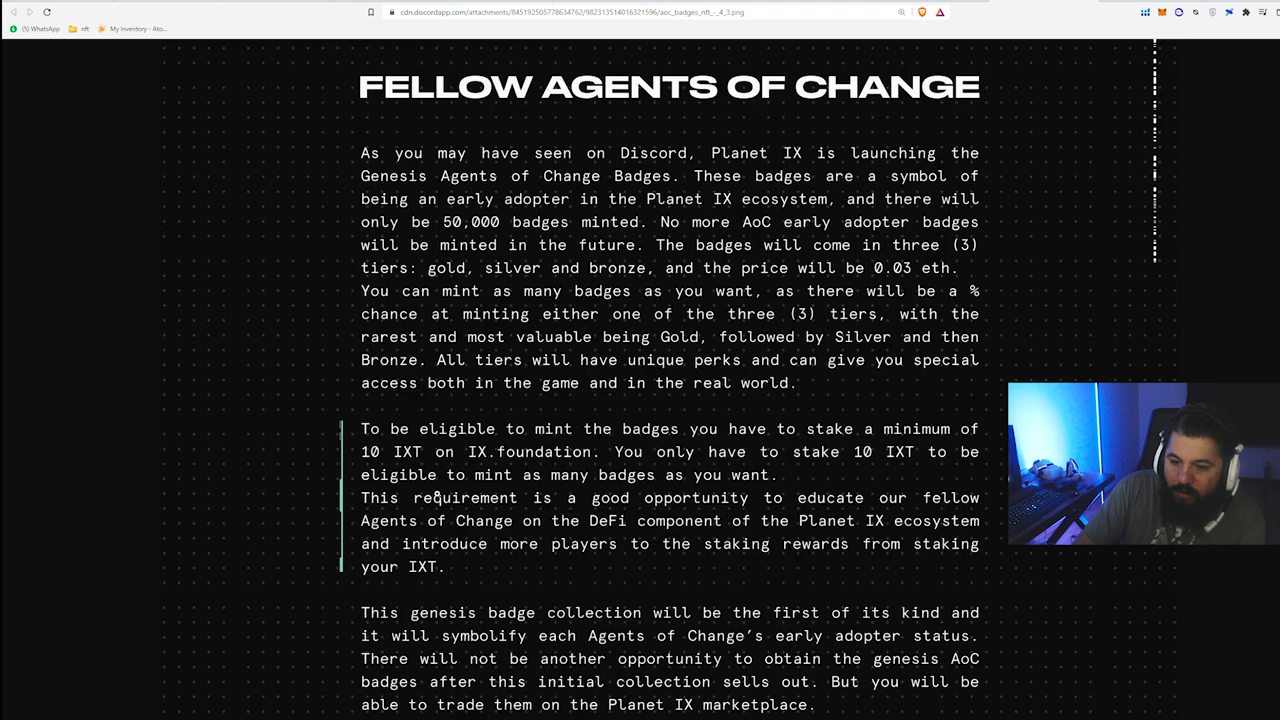 cdn.discordapp.com/attachments/845192505778634762/982313514016321596/aoc_badges_nft_-_4_3.png
(5) WhatsApp
nft
My Inventory - Ato...
FELLOW AGENTS OF CHANGE
As you may have seen on Discord, Planet IX is launching the
Genesis Agents of Change Badges. These badges are a symbol of
being an early adopter in the Planet IX ecosystem, and there will
only be 50,000 badges minted. No more AoC early adopter badges
will be minted in the future. The badges will come in three (3)
tiers: gold, silver and bronze, and the price will be 0.03 eth.
You can mint as many badges as you want, as there will be a %
chance at minting either one of the three (3) tiers, with the
rarest and most valuable being Gold, followed by Silver and then
Bronze. All tiers will have unique perks and can give you special
access both in the game and in the real world.
To be eligible to mint the badges you have to stake a minimum of
10 IXT on IX.foundation. You only have to stake 10 IXT to be
eligible to mint as many badges as you want.
This requirement is a good opportunity to educate our fellow
Agents of Change on the DeFi component of the Planet IX ecosystem
and introduce more players to the staking rewards from staking
your IXT.
This genesis badge collection will be the first of its kind and
it will symbolify each Agents of Change’s early adopter status.
There will not be another opportunity to obtain the genesis AoC
badges after this initial collection sells out. But you will be
able to trade them on the Planet IX marketplace.